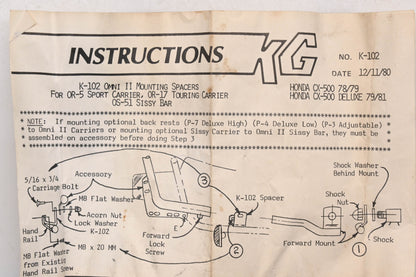 INSTRUCTIONS
KG
NO. K-102
DATE 12/11/80
K-102 OMNI II MOUNTING SPACERS
FOR OR-5 SPORT CARRIER, OR-17 TOURING CARRIER
OS-51 SISSY BAR
HONDA CX-500 78/79
HONDA CX-500 DELUXE 79/81
NOTE: If mounting optional back rests (P-7 Deluxe High) (P-4 Deluxe Low) (P-3 Adjustable)
* to Omni II Carriers or mounting optional Sissy Carrier to Omni II Sissy Bar, they must be
assembled on accessory before doing Step 3
5/16 x 3/4
Carriage Bolt
Accessory
M8 Flat Washer
Acorn Nut
Lock Washer
K-102
Hand
Rail
M8 x 20 MM
M8 Flat Washer
from Existing
Hand Rail Screw
3
E
Forward
Lock
Screw
K-102 Spacer
2
Forward Mount
Shock Washer
Behind Mount
Shock
Nut
1
Shock